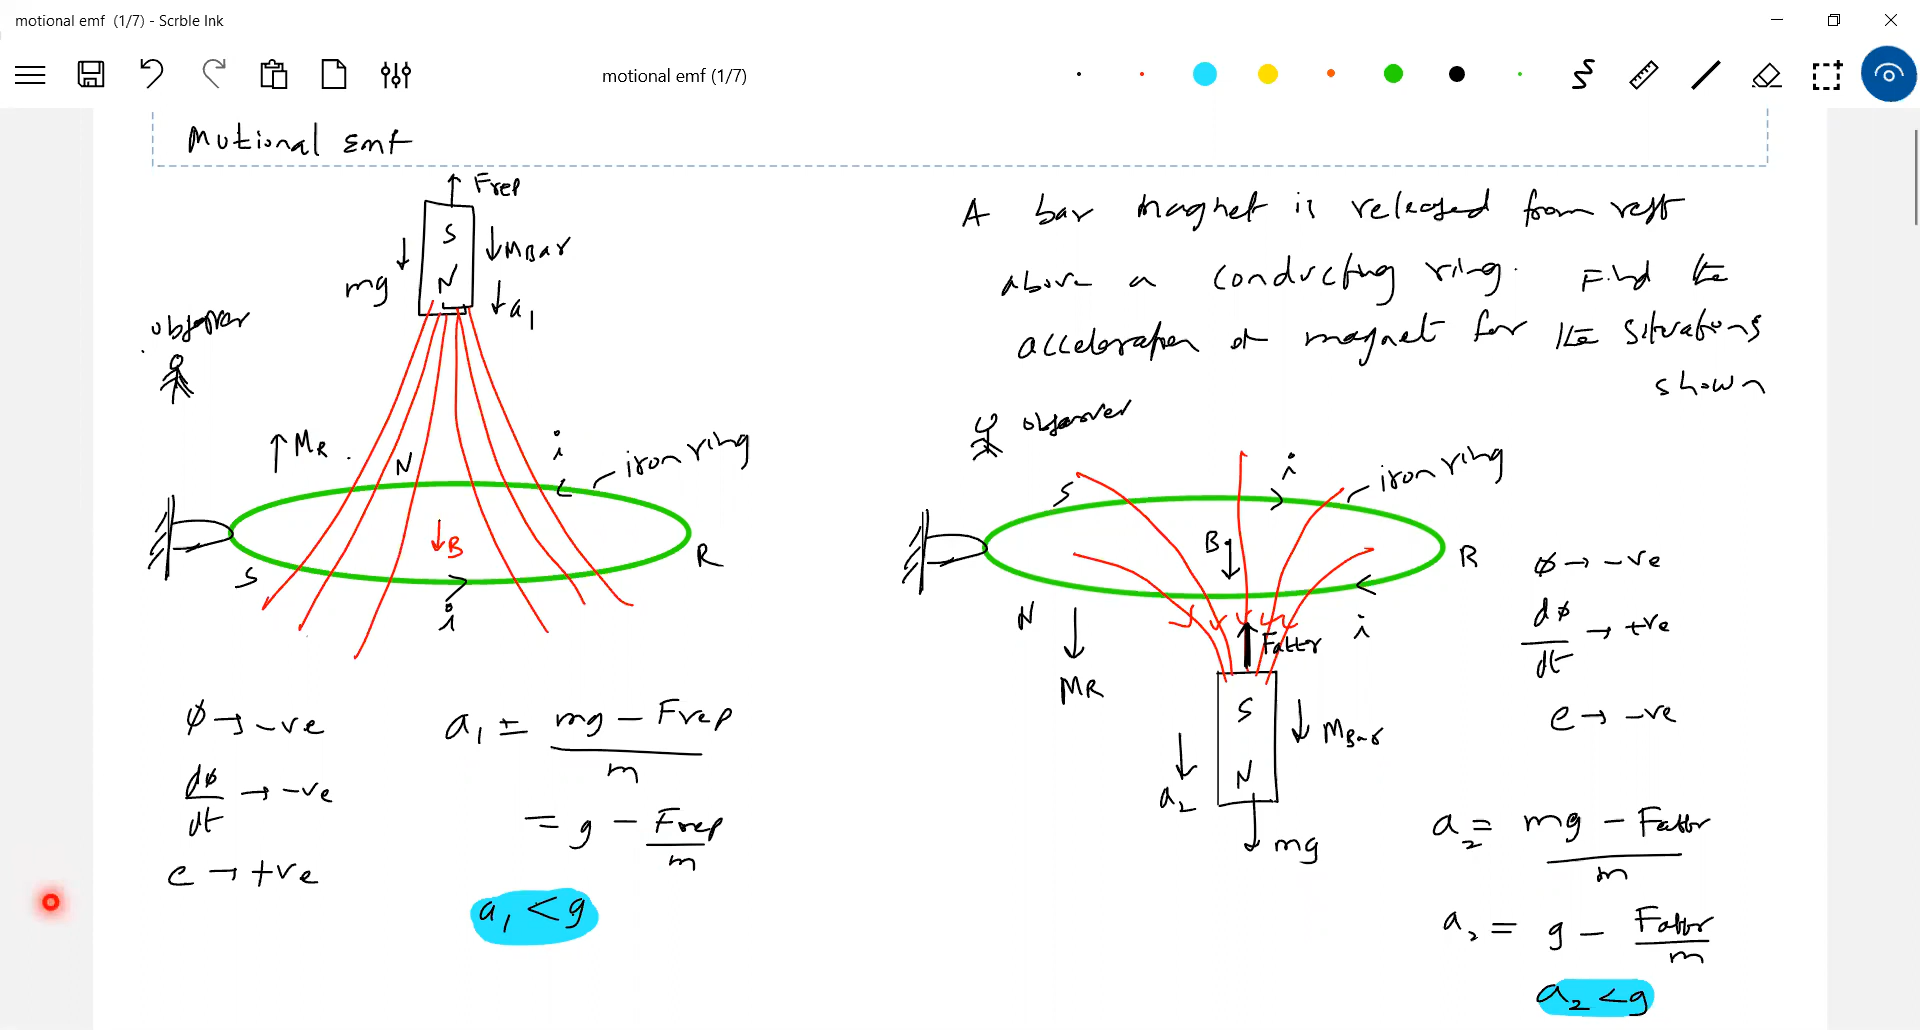 motional emf (1/7) - Scrble Ink
motional emf (1/7)
Motional Emf
Frep
S
N
mg
MBar
a1
observer
MR
N
i
iron ring
B
S
R
i
ϕ → -ve
dϕ/dt → -ve
e → +ve
a1 = mg - Frep / m
= g - Frep / m
a1 < g
A bar magnet is released from rest
above a conducting ring. Find the
acceleration of magnet for the situations
shown
observer
S
i
iron ring
B
R
N
MR
Fattr
i
S
N
MBar
a2
mg
ϕ → -ve
dϕ/dt → +ve
e → -ve
a2 = mg - Fattr / m
a2 = g - Fattr / m
a2 < g